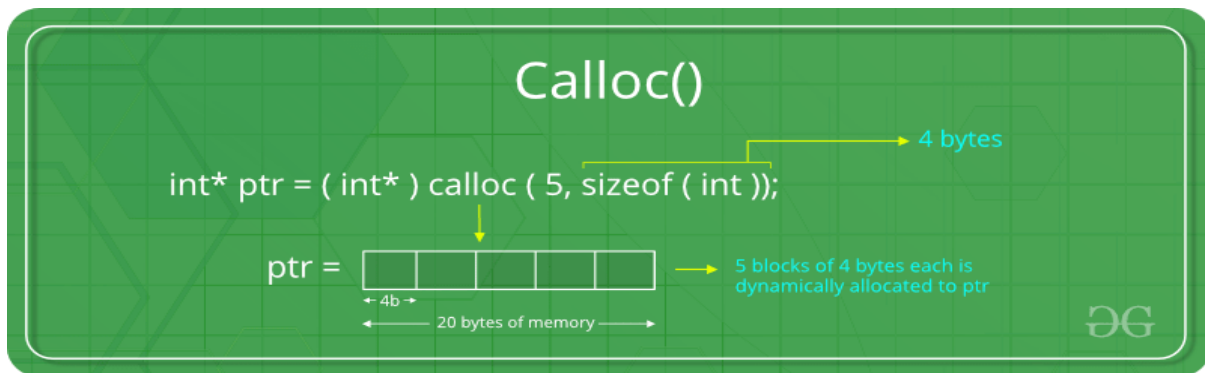 Calloc()
4 bytes
int* ptr = ( int* ) calloc ( 5, sizeof ( int ));
ptr =
5 blocks of 4 bytes each is
dynamically allocated to ptr
4b
20 bytes of memory
GG